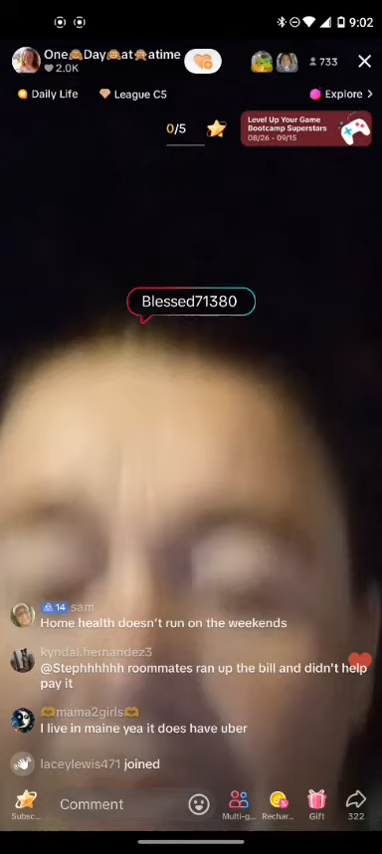 9:02
One🙈Day🙉at🙊atime
2.0K
733
Daily Life
League C5
Explore
0/5
Level Up Your Game
Bootcamp Superstars
08/26 - 09/15
Blessed71380
14 sam
Home health doesn't run on the weekends
kyndal.hernandez3
@Stephhhhhh roommates ran up the bill and didn't help
pay it
🫶mama2girls🫶
I live in maine yea it does have uber
laceylewis471 joined
Comment
Subsc...
Multi-g...
Rechar...
Gift
322